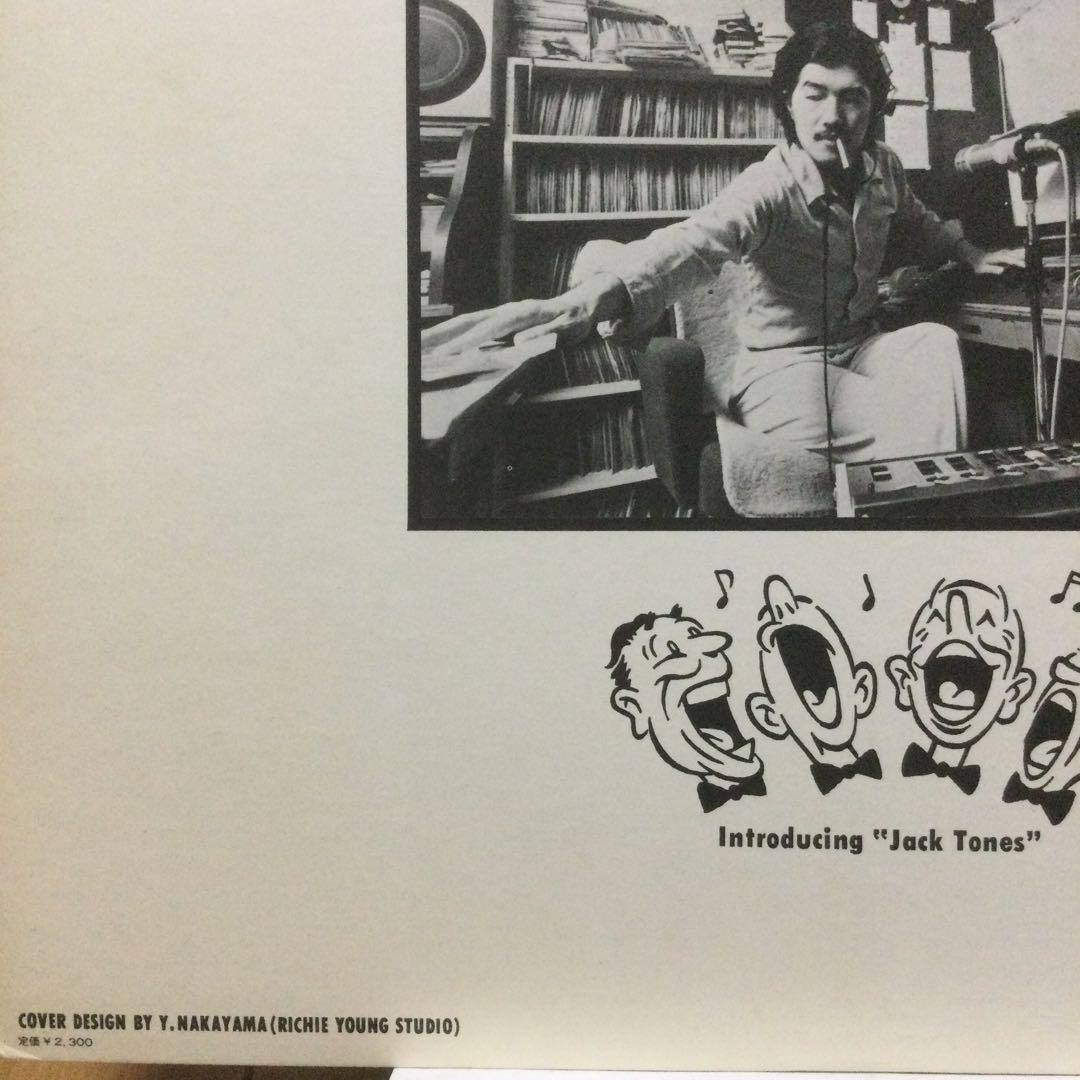 Introducing "Jack Tones"
COVER DESIGN BY Y.NAKAYAMA(RICHIE YOUNG STUDIO)
定価￥2,300